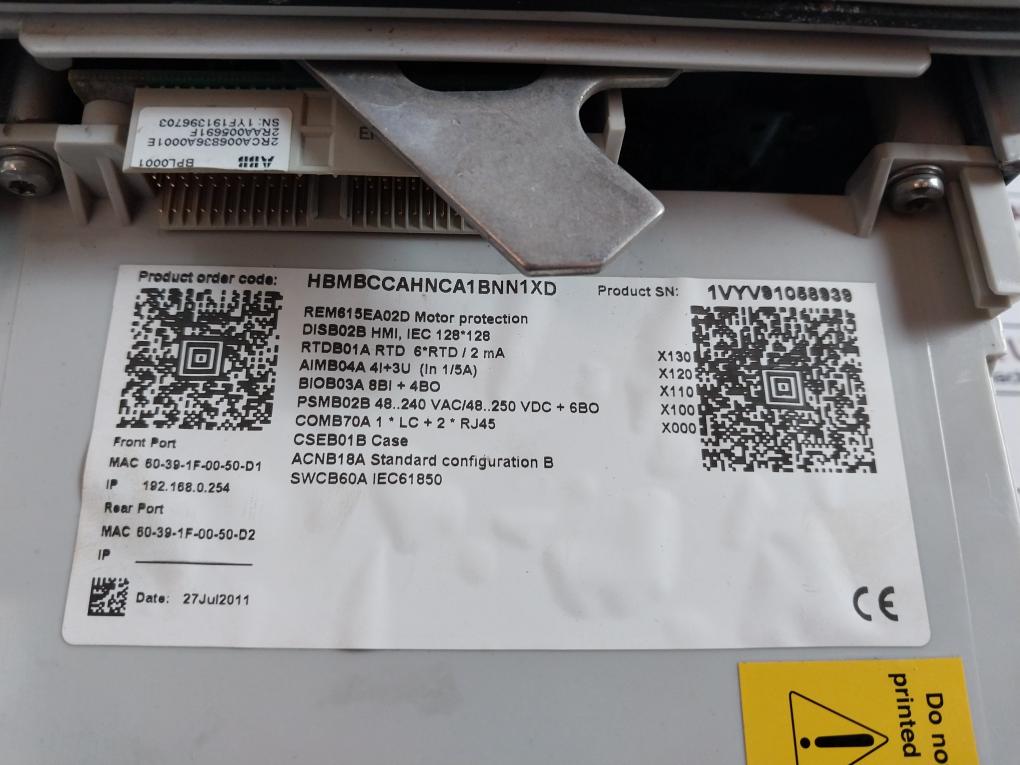 BPL0001 ABB
2RCA006836A0001E
2RAA005691F
SN: 1YF191396703
Product order code: HBMBCCAHNCA1BNN1XD
Product SN: 1VYV91058939
REM615EA02D Motor protection
DISB02B HMI, IEC 128*128
RTDB01A RTD 6*RTD / 2 mA X130
AIMB04A 4I+3U (In 1/5A) X120
BIOB03A 8BI + 4BO X110
PSMB02B 48..240 VAC/48..250 VDC + 6BO X100
COMB70A 1 * LC + 2 * RJ45 X000
CSEB01B Case
ACNB18A Standard configuration B
SWCB60A IEC61850
Front Port
MAC 60-39-1F-00-50-D1
IP 192.168.0.254
Rear Port
MAC 60-39-1F-00-50-D2
IP
Date: 27Jul2011
CE
Do no
printed